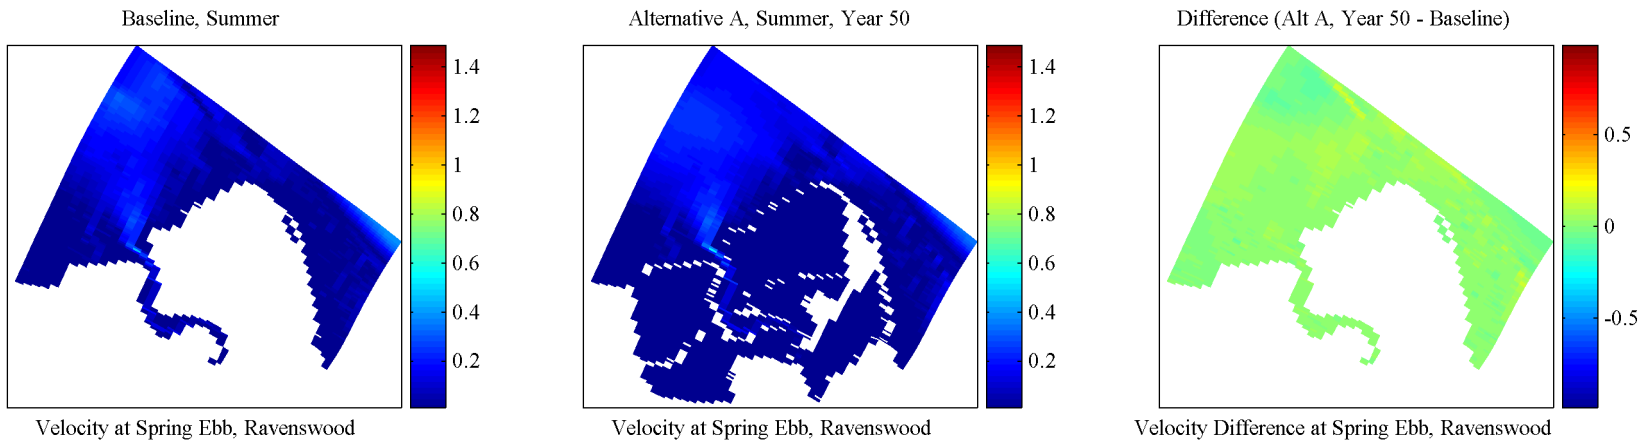 Baseline, Summer
1.4
1.2
1
0.8
0.6
0.4
0.2
Velocity at Spring Ebb, Ravenswood
Alternative A, Summer, Year 50
1.4
1.2
1
0.8
0.6
0.4
0.2
Velocity at Spring Ebb, Ravenswood
Difference (Alt A, Year 50 - Baseline)
0.5
0
-0.5
Velocity Difference at Spring Ebb, Ravenswood